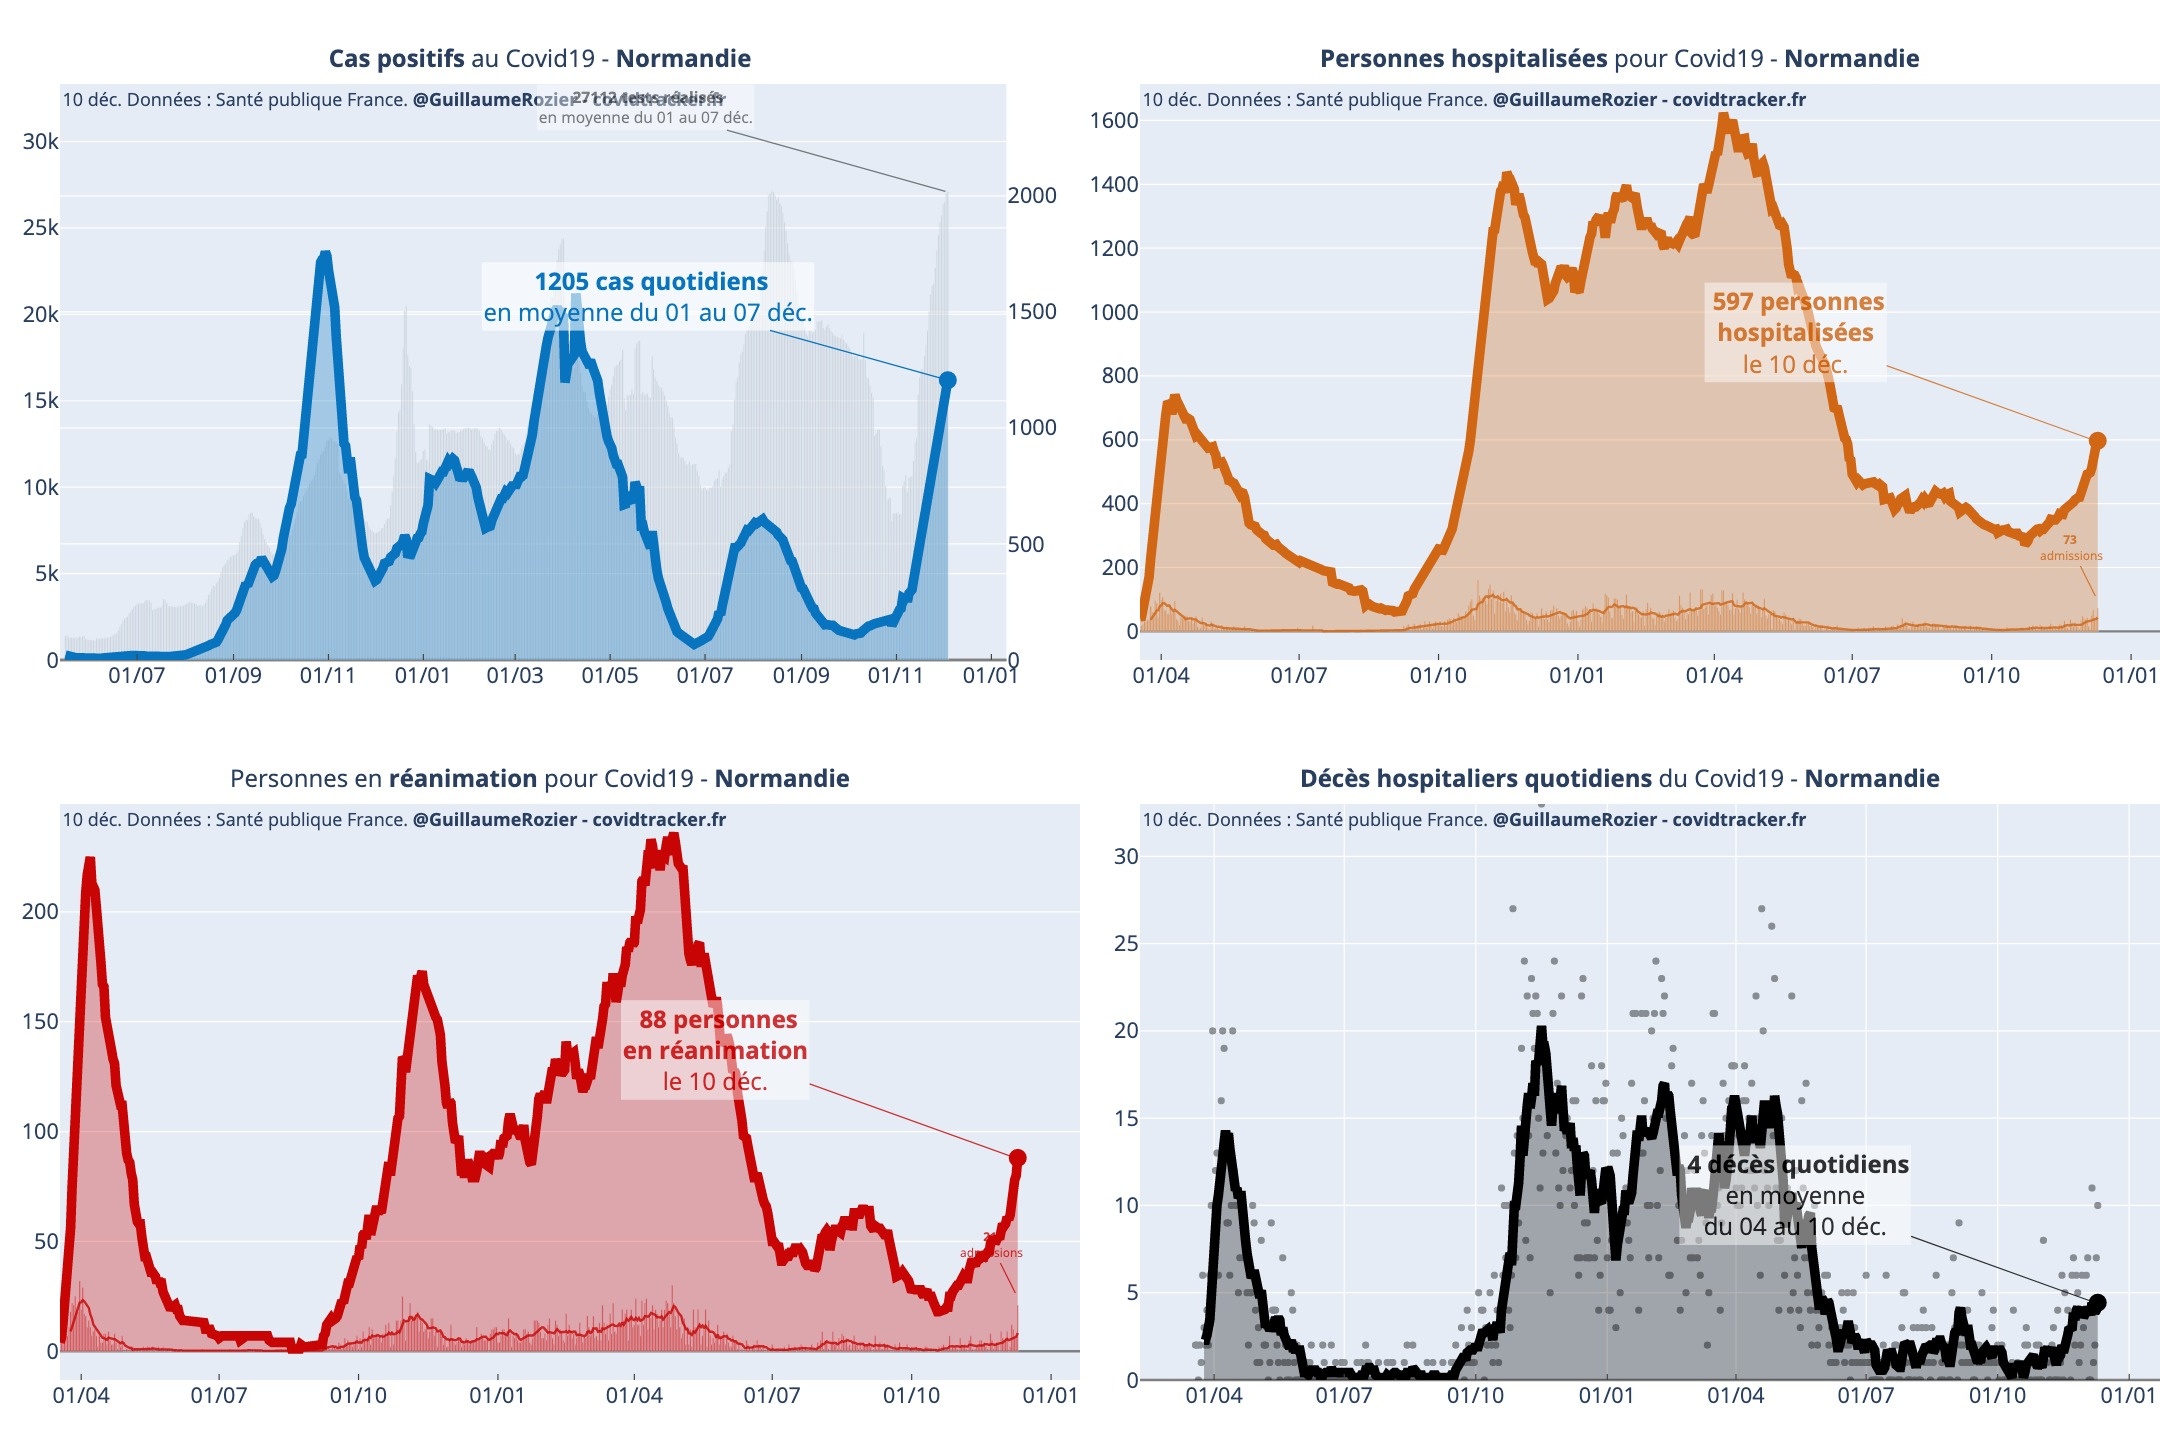 Cas positifs au Covid19 - Normandie
10 déc. Données : Santé publique France. @GuillaumeRozier - covidtracker.fr
27112 tests réalisés
en moyenne du 01 au 07 déc.
30k
25k
20k
15k
10k
5k
0
2000
1500
1000
500
0
1205 cas quotidiens
en moyenne du 01 au 07 déc.
01/07 01/09 01/11 01/01 01/03 01/05 01/07 01/09 01/11 01/01
Personnes hospitalisées pour Covid19 - Normandie
10 déc. Données : Santé publique France. @GuillaumeRozier - covidtracker.fr
1600
1400
1200
1000
800
600
400
200
0
597 personnes
hospitalisées
le 10 déc.
73
admissions
01/04 01/07 01/10 01/01 01/04 01/07 01/10 01/01
Personnes en réanimation pour Covid19 - Normandie
10 déc. Données : Santé publique France. @GuillaumeRozier - covidtracker.fr
200
150
100
50
0
88 personnes
en réanimation
le 10 déc.
admissions
01/04 01/07 01/10 01/01 01/04 01/07 01/10 01/01
Décès hospitaliers quotidiens du Covid19 - Normandie
10 déc. Données : Santé publique France. @GuillaumeRozier - covidtracker.fr
30
25
20
15
10
5
0
4 décès quotidiens
en moyenne
du 04 au 10 déc.
01/04 01/07 01/10 01/01 01/04 01/07 01/10 01/01